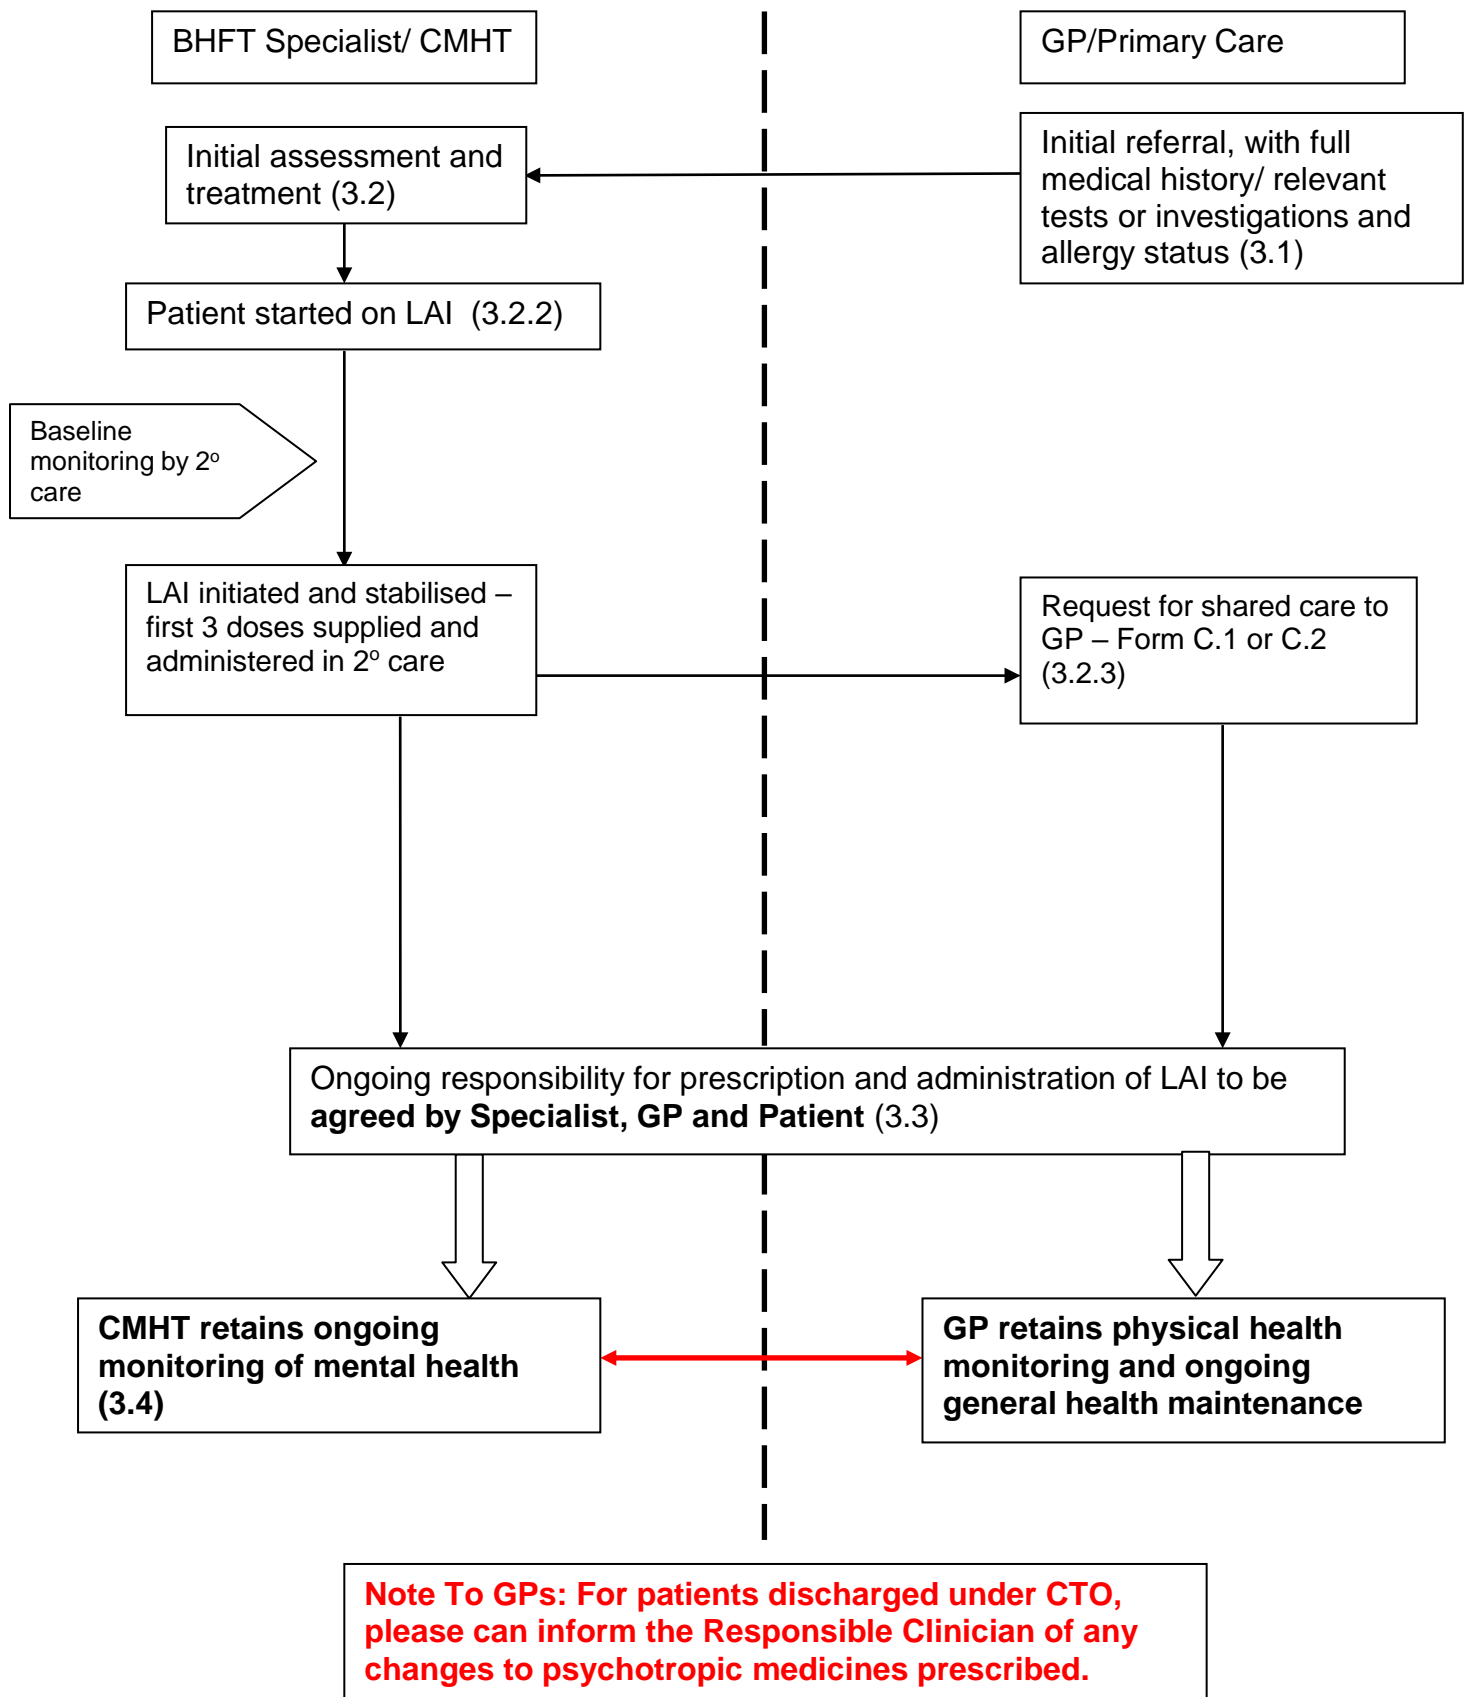 BHFT Specialist/ CMHT
GP/Primary Care
Initial assessment and
treatment (3.2)
Initial referral, with full
medical history/ relevant
tests or investigations and
allergy status (3.1)
Patient started on LAI (3.2.2)
Baseline
monitoring by 2º
care
LAI initiated and stabilised –
first 3 doses supplied and
administered in 2º care
Request for shared care to
GP – Form C.1 or C.2
(3.2.3)
Ongoing responsibility for prescription and administration of LAI to be
agreed by Specialist, GP and Patient (3.3)
CMHT retains ongoing
monitoring of mental health
(3.4)
GP retains physical health
monitoring and ongoing
general health maintenance
Note To GPs: For patients discharged under CTO,
please can inform the Responsible Clinician of any
changes to psychotropic medicines prescribed.